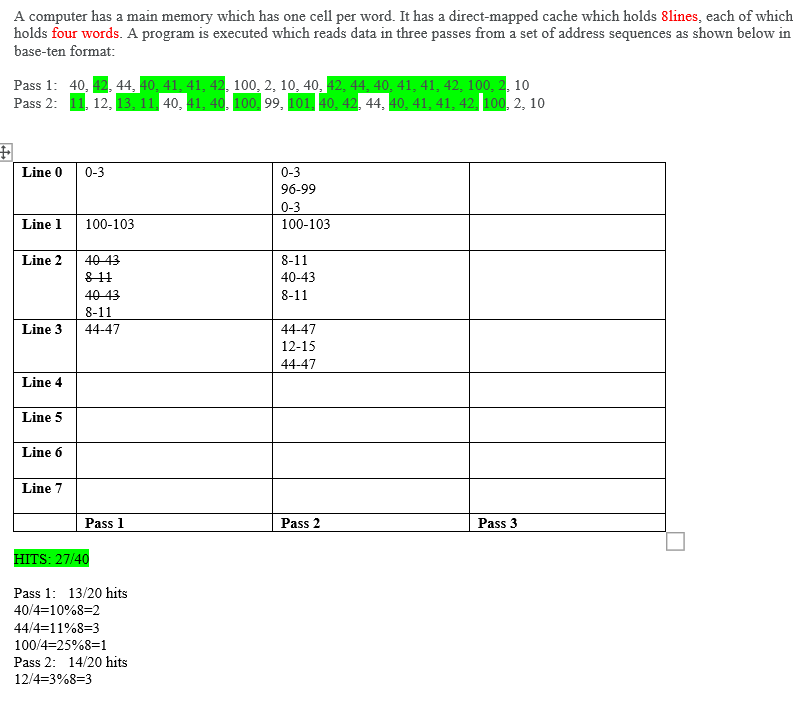 A computer has a main memory which has one cell per word. It has a direct-mapped cache which holds 8lines, each of which
holds four words. A program is executed which reads data in three passes from a set of address sequences as shown below in
base-ten format:
Pass 1: 40, 42, 44, 40, 41, 41, 42, 100, 2, 10, 40, 42, 44, 40, 41, 41, 42, 100, 2, 10
Pass 2: 11, 12, 13, 11, 40, 41, 40, 100, 99, 101, 40, 42, 44, 40, 41, 41, 42, 100, 2, 10
Line 0 0-3 0-3
96-99
0-3
Line 1 100-103 100-103
Line 2 40-43 8-11
8-11 40-43
40-43 8-11
8-11
Line 3 44-47 44-47
12-15
44-47
Line 4
Line 5
Line 6
Line 7
Pass 1 Pass 2 Pass 3
HITS: 27/40
Pass 1: 13/20 hits
40/4=10%8=2
44/4=11%8=3
100/4=25%8=1
Pass 2: 14/20 hits
12/4=3%8=3